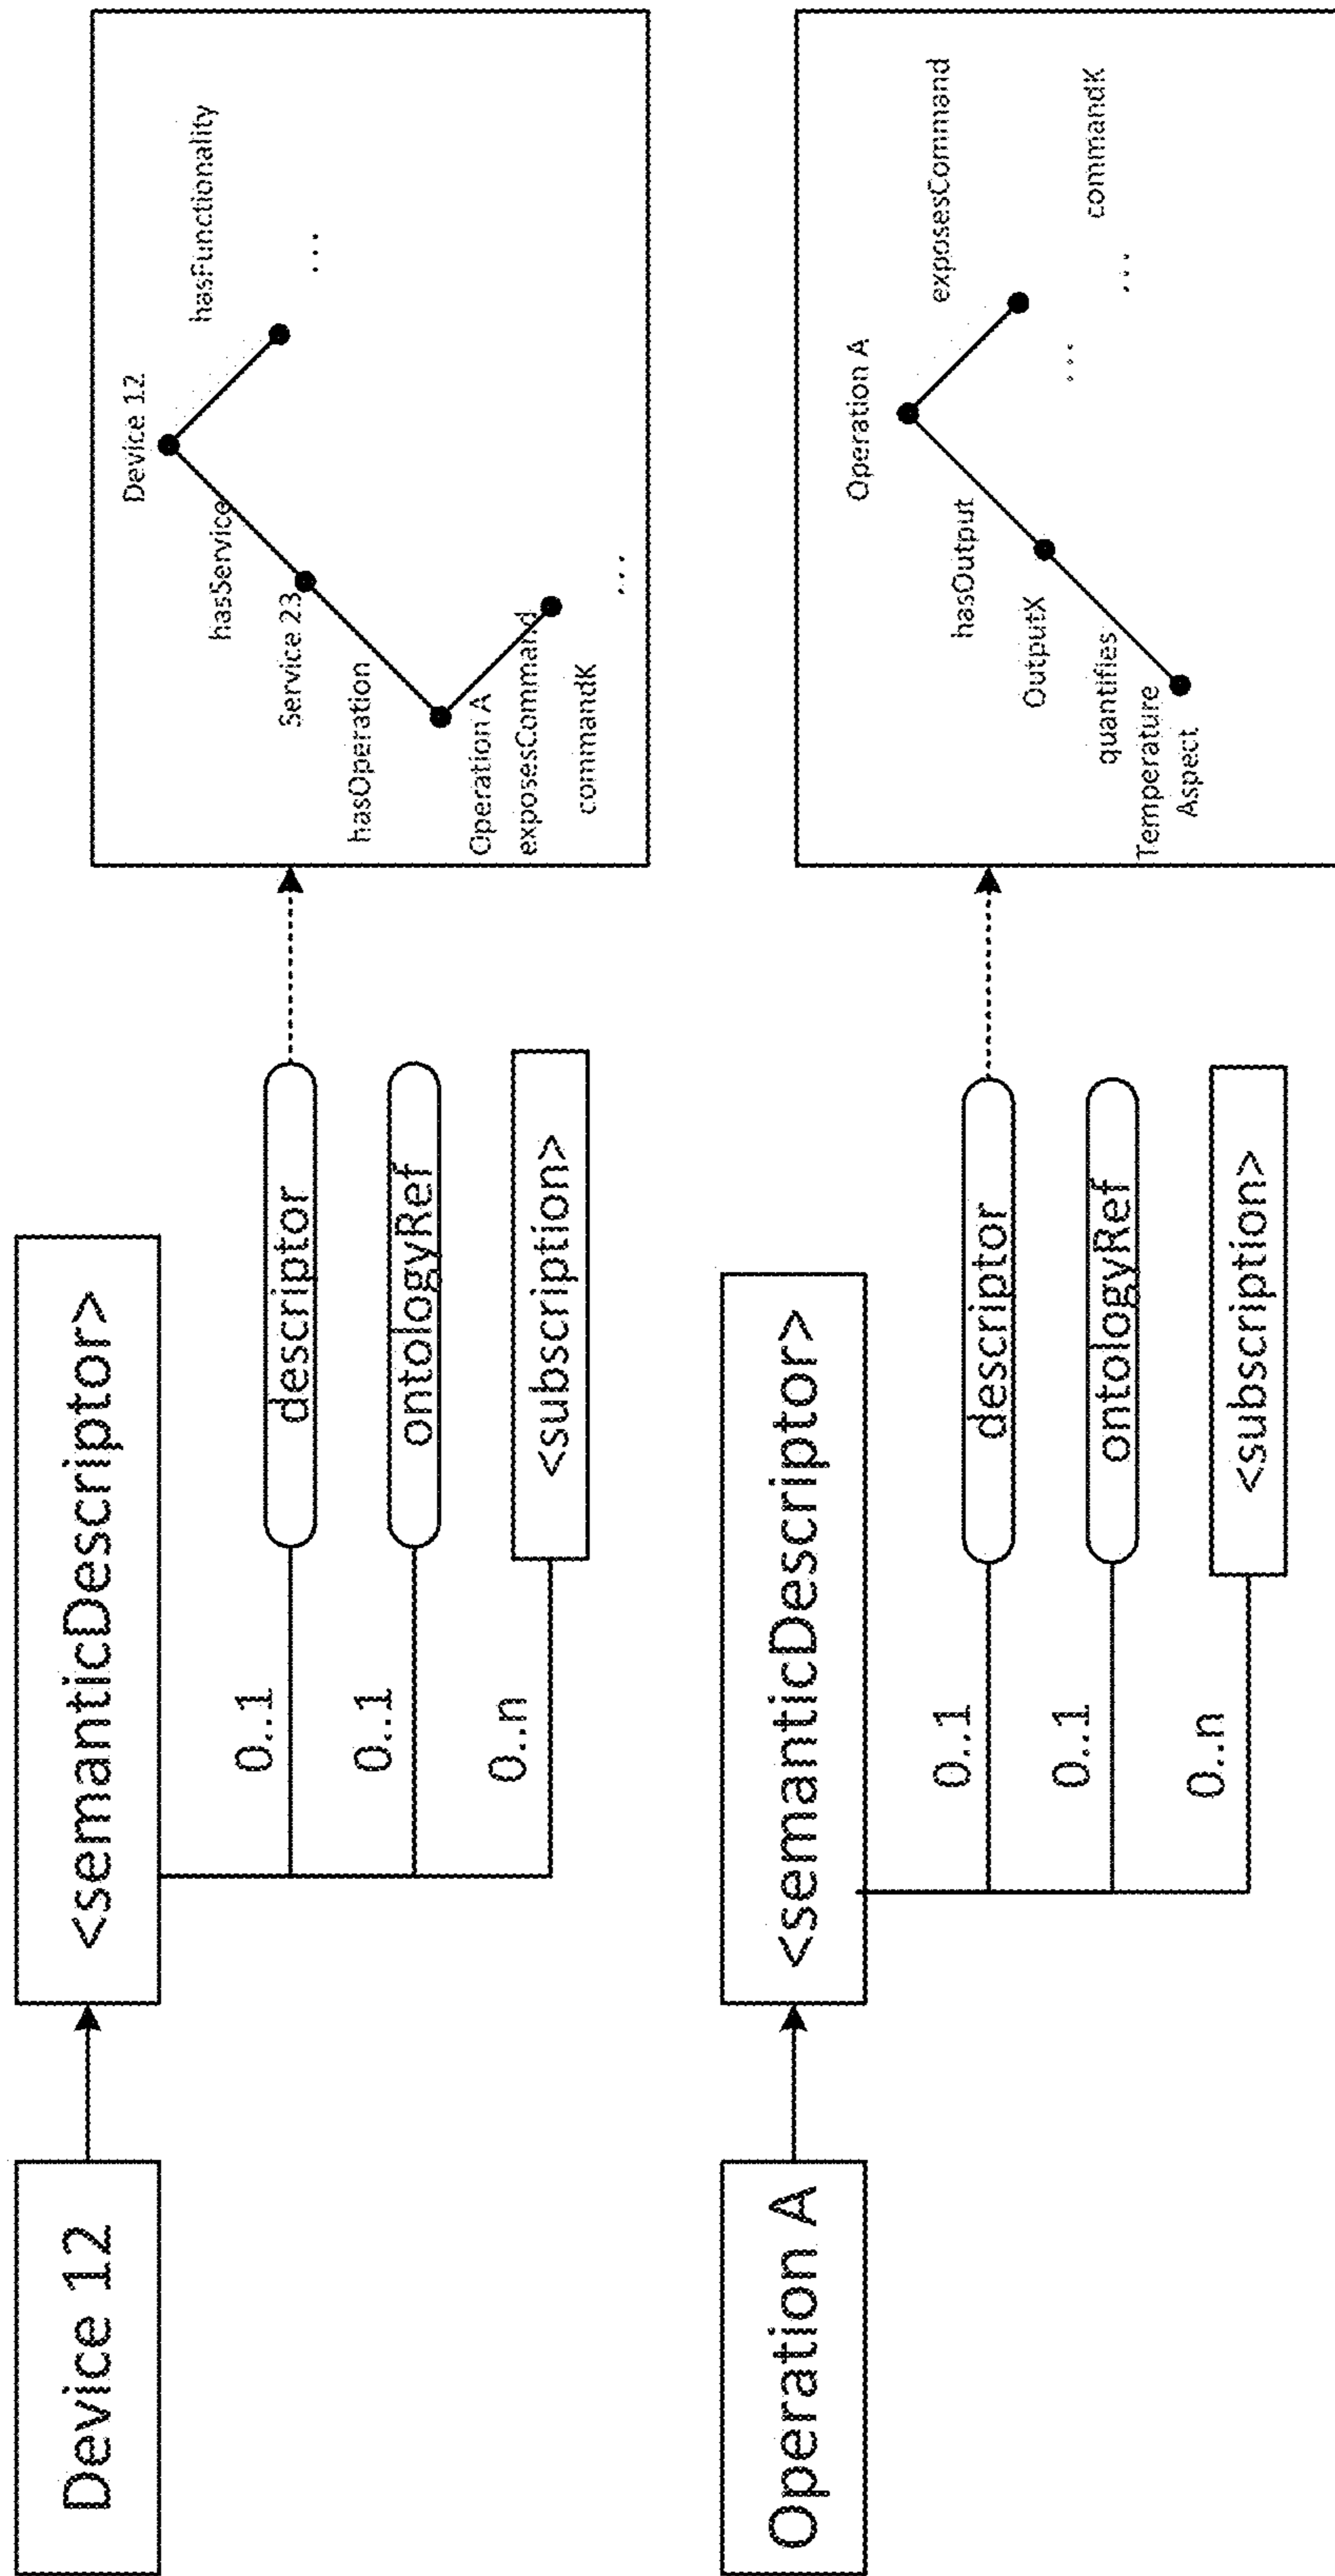 Device 12
<semanticDescriptor>
0..1
descriptor
0..1
ontologyRef
0..n
<subscription>
Device 12
hasFunctionality
...
hasService
Service 23
hasOperation
Operation A
exposesCommand
commandK
...
Operation A
<semanticDescriptor>
0..1
descriptor
0..1
ontologyRef
0..n
<subscription>
Operation A
exposesCommand
hasOutput
...
OutputX
... commandK
quantifies
Temperature
Aspect